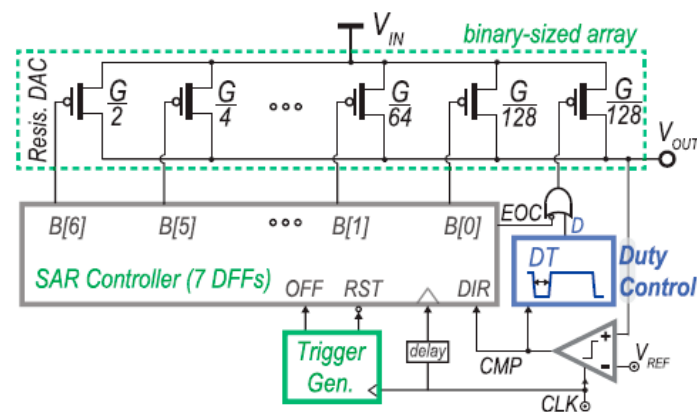 binary-sized array
V_IN
Resis. DAC
G/2
G/4
G/64
G/128
G/128
V_OUT
B[6]
B[5]
B[1]
B[0]
EOC
D
SAR Controller (7 DFFs)
OFF
RST
DIR
DT
Duty
Control
Trigger
Gen.
delay
CMP
+
-
V_REF
CLK